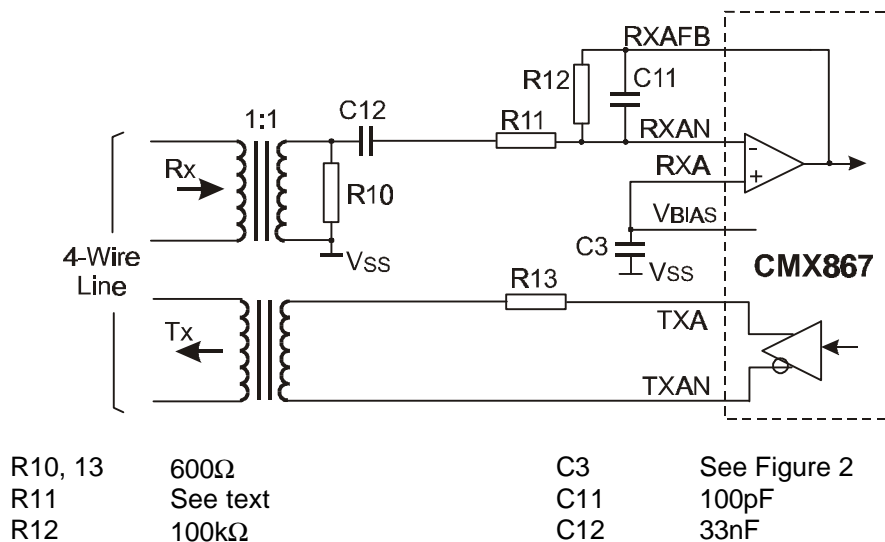 RXAFB
R12
C11
1:1
C12
R11
RXAN
Rx
R10
RXA
-
+
VBIAS
VSS
C3
VSS
4-Wire
Line
CMX867
R13
Tx
TXA
TXAN
R10, 13 600Ω C3 See Figure 2
R11 See text C11 100pF
R12 100kΩ C12 33nF